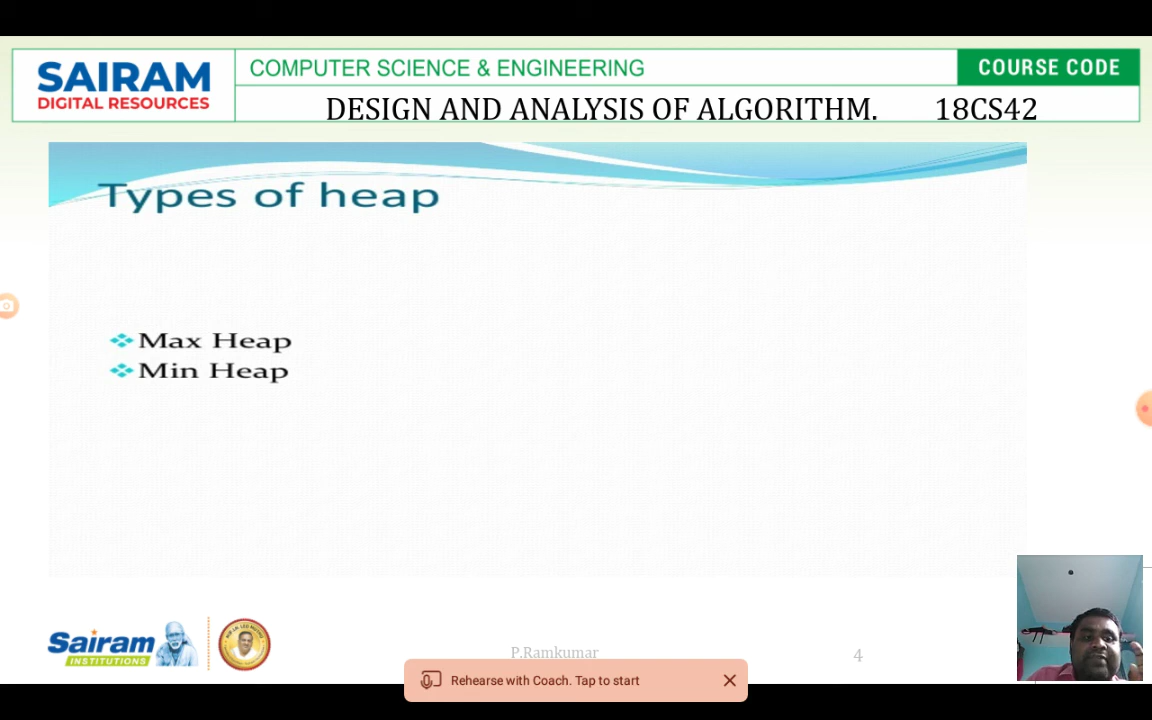 SAIRAM
DIGITAL RESOURCES
COMPUTER SCIENCE & ENGINEERING
COURSE CODE
DESIGN AND ANALYSIS OF ALGORITHM. 18CS42
Types of heap
Max Heap
Min Heap
Sairam
INSTITUTIONS
P.Ramkumar
4
Rehearse with Coach. Tap to start